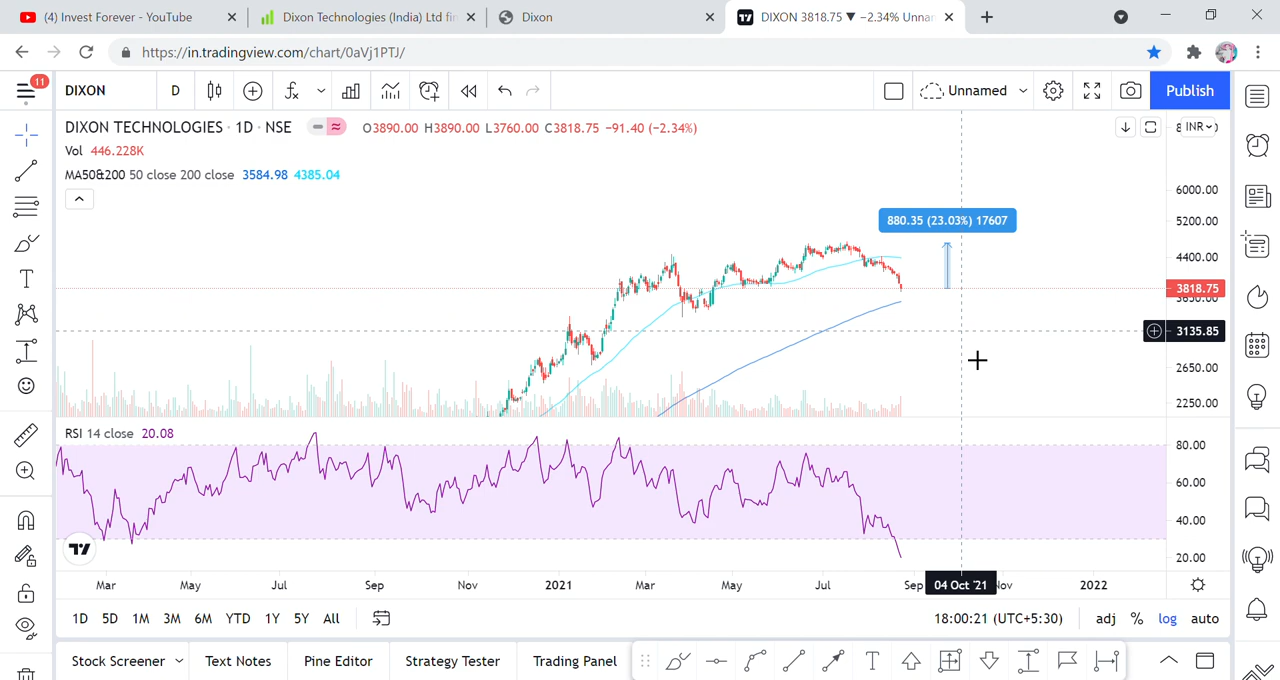 (4) Invest Forever - YouTube
Dixon Technologies (India) Ltd fin
Dixon
DIXON 3818.75 ▼ −2.34% Unnar
https://in.tradingview.com/chart/0aVj1PTJ/
11
DIXON
D
Unnamed
Publish
DIXON TECHNOLOGIES · 1D · NSE
O3890.00 H3890.00 L3760.00 C3818.75 −91.40 (−2.34%)
INR
Vol 446.228K
MA50&200 50 close 200 close 3584.98 4385.04
6000.00
880.35 (23.03%) 17607
5200.00
4400.00
3818.75
3135.85
2650.00
2250.00
RSI 14 close 20.08
80.00
60.00
40.00
20.00
Mar May Jul Sep Nov 2021 Mar May Jul Sep 04 Oct '21 Nov 2022
1D 5D 1M 3M 6M YTD 1Y 5Y All
18:00:21 (UTC+5:30) adj % log auto
Stock Screener
Text Notes
Pine Editor
Strategy Tester
Trading Panel